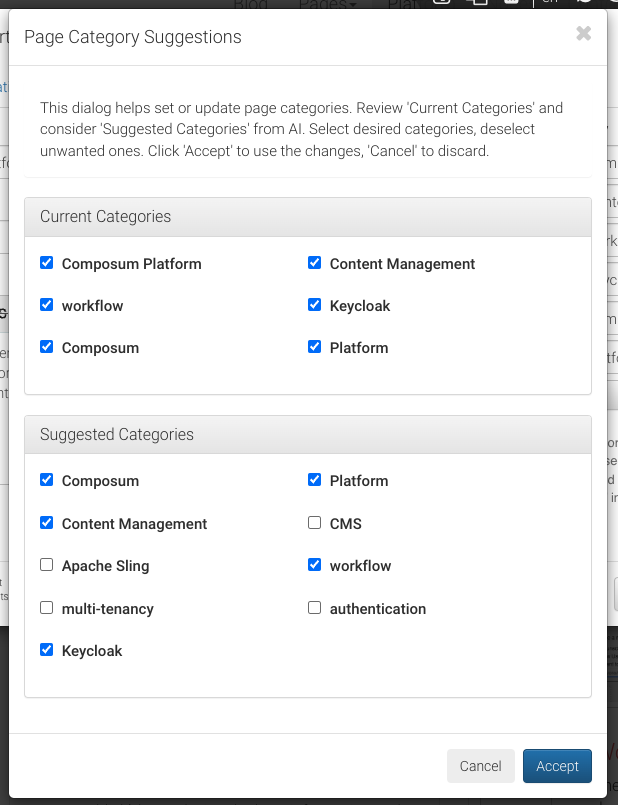 Blog Pages
en
Page Category Suggestions
This dialog helps set or update page categories. Review 'Current Categories' and
consider 'Suggested Categories' from AI. Select desired categories, deselect
unwanted ones. Click 'Accept' to use the changes, 'Cancel' to discard.
Current Categories
Composum Platform Content Management
workflow Keycloak
Composum Platform
Suggested Categories
Composum Platform
Content Management CMS
Apache Sling workflow
multi-tenancy authentication
Keycloak
Cancel Accept